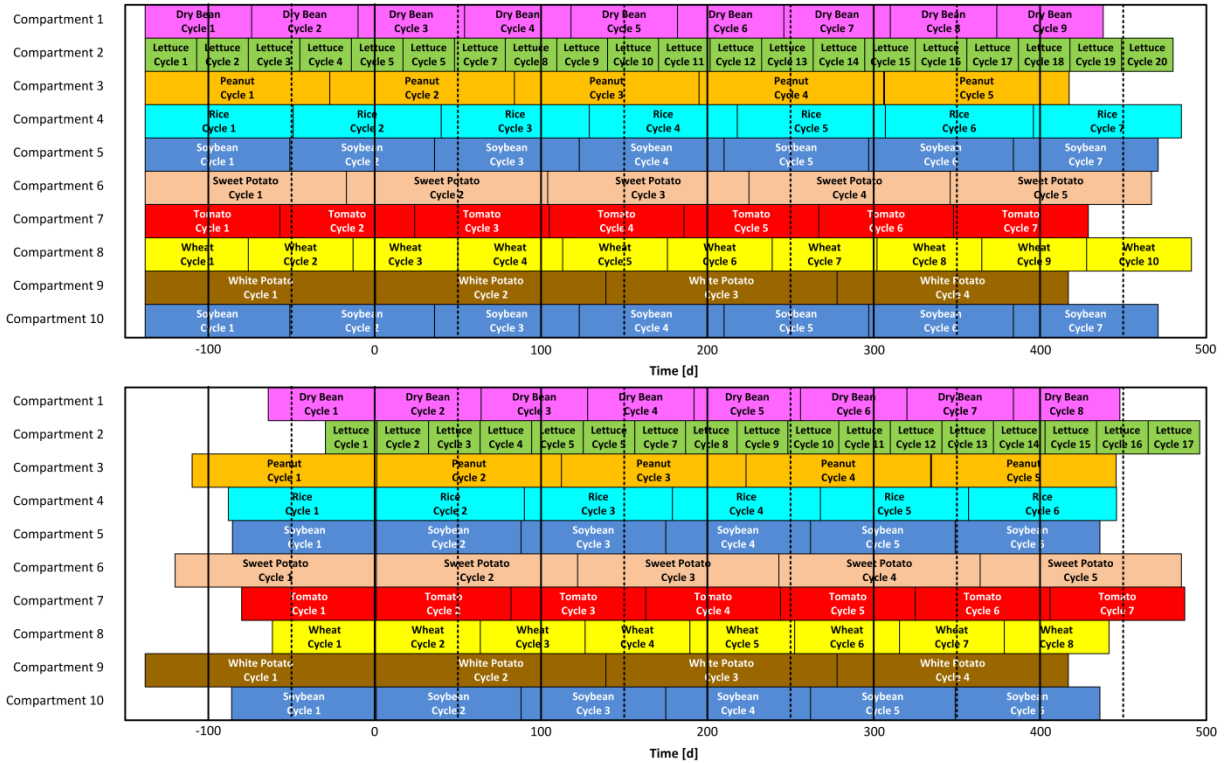 Compartment 1
Dry Bean Dry Bean Dry Bean Dry Bean Dry Bean Dry Bean Dry Bean Dry Bean Dry Bean
Cycle 1 Cycle 2 Cycle 3 Cycle 4 Cycle 5 Cycle 6 Cycle 7 Cycle 8 Cycle 9
Compartment 2
Lettuce Lettuce Lettuce Lettuce Lettuce Lettuce Lettuce Lettuce Lettuce Lettuce Lettuce Lettuce Lettuce Lettuce Lettuce Lettuce Lettuce Lettuce Lettuce Lettuce
Cycle 1 Cycle 2 Cycle 3 Cycle 4 Cycle 5 Cycle 5 Cycle 7 Cycle 8 Cycle 9 Cycle 10 Cycle 11 Cycle 12 Cycle 13 Cycle 14 Cycle 15 Cycle 16 Cycle 17 Cycle 18 Cycle 19 Cycle 20
Compartment 3
Peanut Peanut Peanut Peanut Peanut
Cycle 1 Cycle 2 Cycle 3 Cycle 4 Cycle 5
Compartment 4
Rice Rice Rice Rice Rice Rice Rice
Cycle 1 Cycle 2 Cycle 3 Cycle 4 Cycle 5 Cycle 6 Cycle 7
Compartment 5
Soybean Soybean Soybean Soybean Soybean Soybean Soybean
Cycle 1 Cycle 2 Cycle 3 Cycle 4 Cycle 5 Cycle 6 Cycle 7
Compartment 6
Sweet Potato Sweet Potato Sweet Potato Sweet Potato Sweet Potato
Cycle 1 Cycle 2 Cycle 3 Cycle 4 Cycle 5
Compartment 7
Tomato Tomato Tomato Tomato Tomato Tomato Tomato
Cycle 1 Cycle 2 Cycle 3 Cycle 4 Cycle 5 Cycle 6 Cycle 7
Compartment 8
Wheat Wheat Wheat Wheat Wheat Wheat Wheat Wheat Wheat Wheat
Cycle 1 Cycle 2 Cycle 3 Cycle 4 Cycle 5 Cycle 6 Cycle 7 Cycle 8 Cycle 9 Cycle 10
Compartment 9
White Potato White Potato White Potato White Potato
Cycle 1 Cycle 2 Cycle 3 Cycle 4
Compartment 10
Soybean Soybean Soybean Soybean Soybean Soybean Soybean
Cycle 1 Cycle 2 Cycle 3 Cycle 4 Cycle 5 Cycle 6 Cycle 7
-100 0 100 200 300 400 500
Time [d]
Compartment 1
Dry Bean Dry Bean Dry Bean Dry Bean Dry Bean Dry Bean Dry Bean Dry Bean
Cycle 1 Cycle 2 Cycle 3 Cycle 4 Cycle 5 Cycle 6 Cycle 7 Cycle 8
Compartment 2
Lettuce Lettuce Lettuce Lettuce Lettuce Lettuce Lettuce Lettuce Lettuce Lettuce Lettuce Lettuce Lettuce Lettuce Lettuce Lettuce Lettuce
Cycle 1 Cycle 2 Cycle 3 Cycle 4 Cycle 5 Cycle 5 Cycle 7 Cycle 8 Cycle 9 Cycle 10 Cycle 11 Cycle 12 Cycle 13 Cycle 14 Cycle 15 Cycle 16 Cycle 17
Compartment 3
Peanut Peanut Peanut Peanut Peanut
Cycle 1 Cycle 2 Cycle 3 Cycle 4 Cycle 5
Compartment 4
Rice Rice Rice Rice Rice Rice
Cycle 1 Cycle 2 Cycle 3 Cycle 4 Cycle 5 Cycle 6
Compartment 5
Soybean Soybean Soybean Soybean Soybean Soybean
Cycle 1 Cycle 2 Cycle 3 Cycle 4 Cycle 5 Cycle 6
Compartment 6
Sweet Potato Sweet Potato Sweet Potato Sweet Potato Sweet Potato
Cycle 1 Cycle 2 Cycle 3 Cycle 4 Cycle 5
Compartment 7
Tomato Tomato Tomato Tomato Tomato Tomato Tomato
Cycle 1 Cycle 2 Cycle 3 Cycle 4 Cycle 5 Cycle 6 Cycle 7
Compartment 8
Wheat Wheat Wheat Wheat Wheat Wheat Wheat Wheat
Cycle 1 Cycle 2 Cycle 3 Cycle 4 Cycle 5 Cycle 6 Cycle 7 Cycle 8
Compartment 9
White Potato White Potato White Potato White Potato
Cycle 1 Cycle 2 Cycle 3 Cycle 4
Compartment 10
Soybean Soybean Soybean Soybean Soybean Soybean
Cycle 1 Cycle 2 Cycle 3 Cycle 4 Cycle 5 Cycle 6
-100 0 100 200 300 400 500
Time [d]